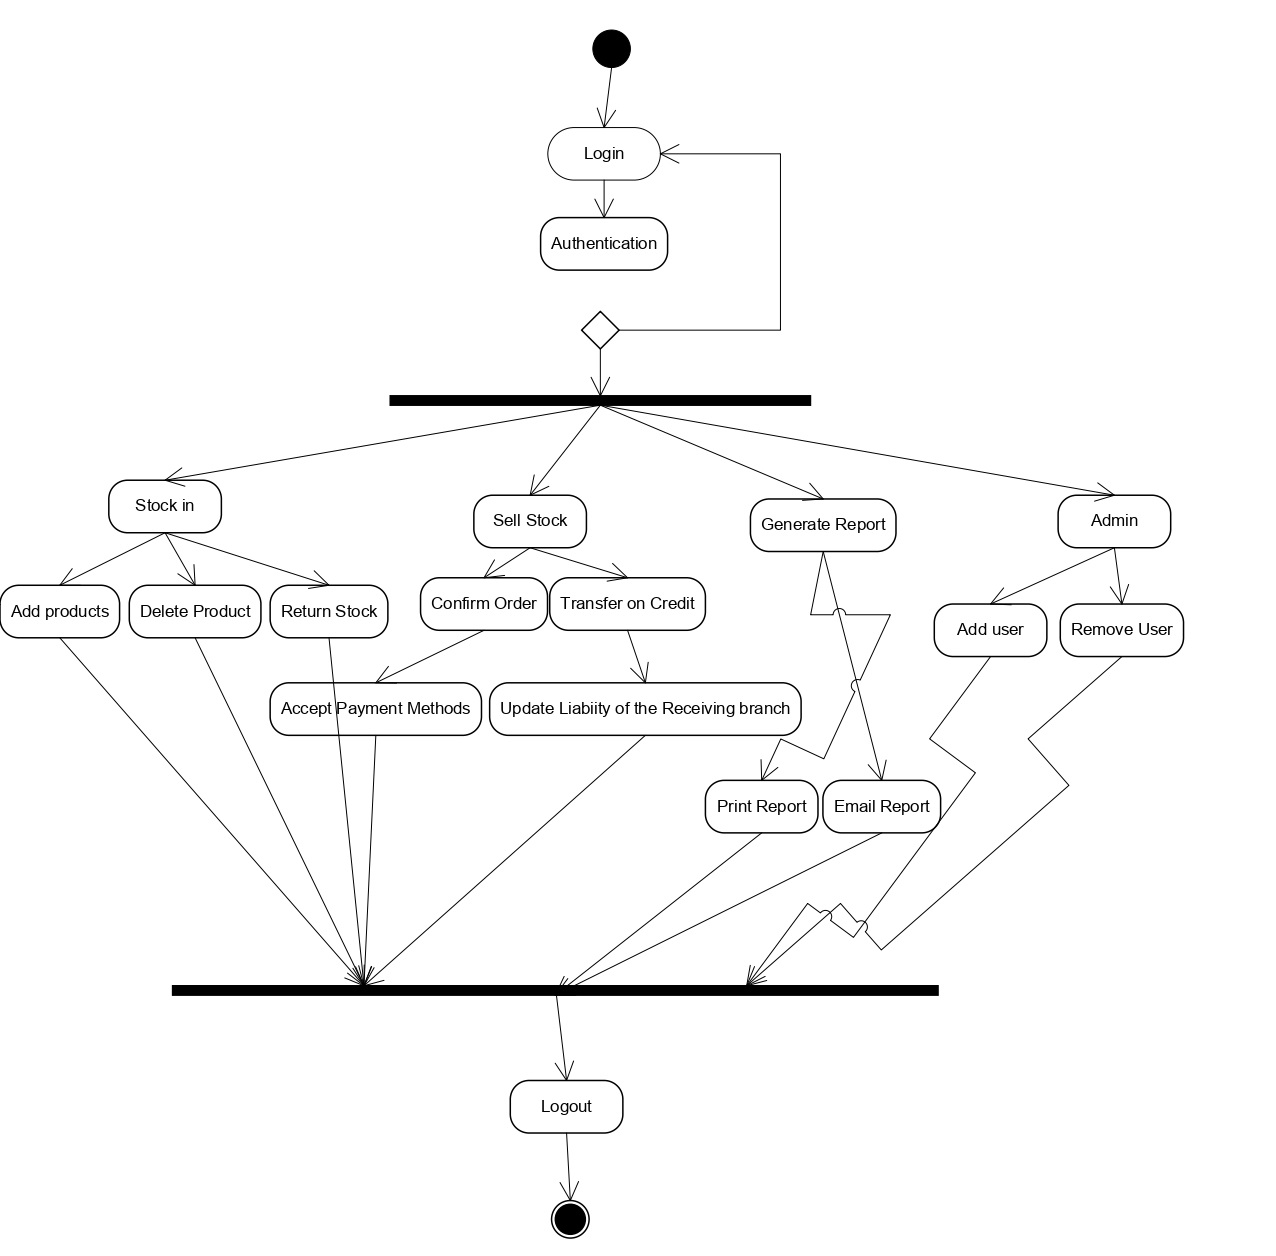 Login
Authentication
Stock in
Sell Stock
Generate Report
Admin
Add products
Delete Product
Return Stock
Confirm Order
Transfer on Credit
Add user
Remove User
Accept Payment Methods
Update Liabiity of the Receiving branch
Print Report
Email Report
Logout